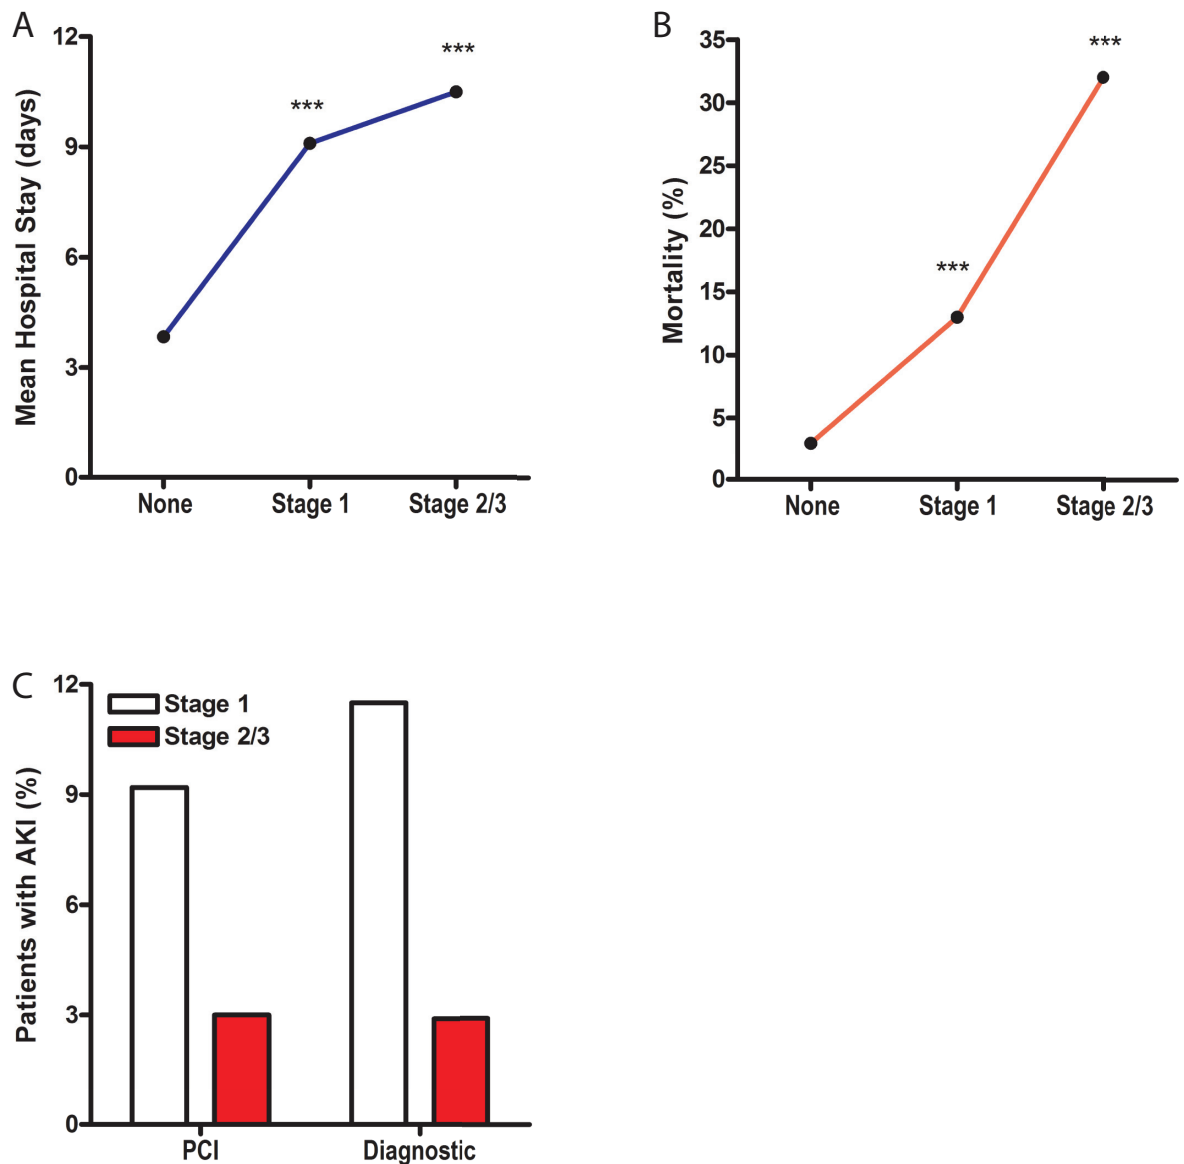 A
Mean Hospital Stay (days)
12
9
6
3
0
***
***
None
Stage 1
Stage 2/3
B
Mortality (%)
35
30
25
20
15
10
5
0
***
***
None
Stage 1
Stage 2/3
C
Patients with AKI (%)
12
9
6
3
0
Stage 1
Stage 2/3
PCI
Diagnostic